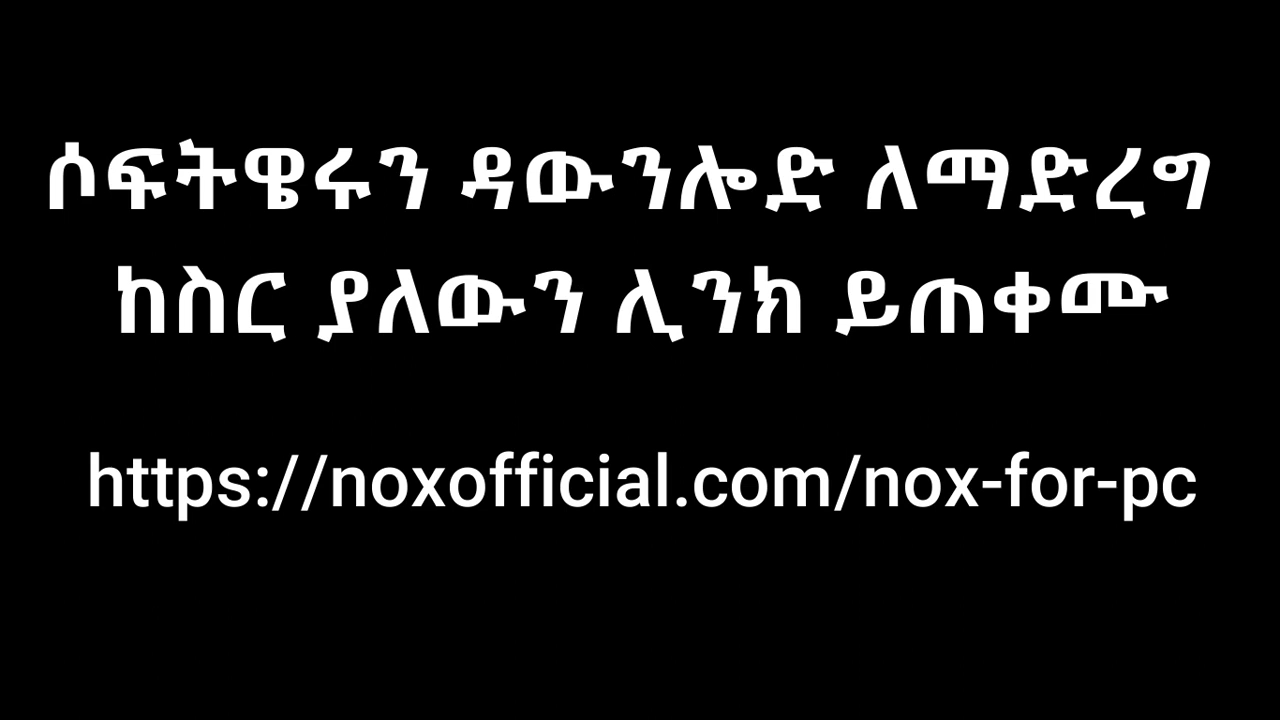 ሶፍትዌሩን ዳውንሎድ ለማድረግ
ከስር ያለውን ሊንክ ይጠቀሙ
https://noxofficial.com/nox-for-pc